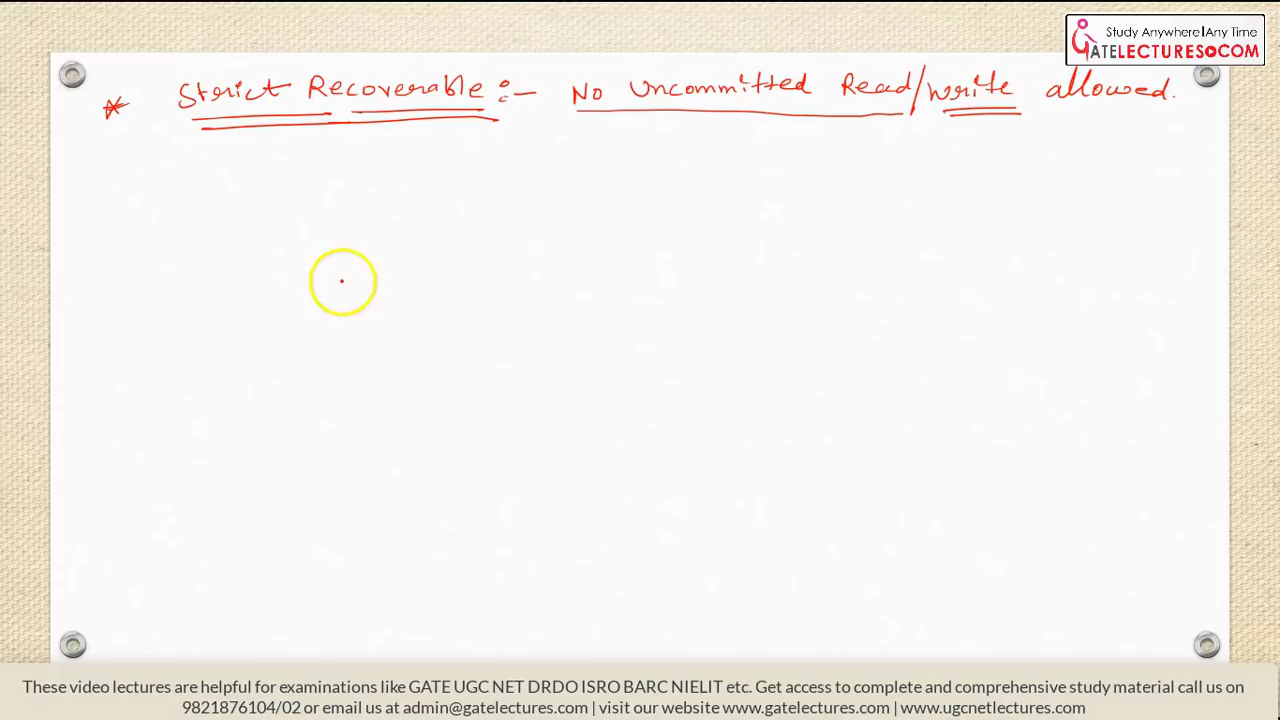 Study Anywhere|Any Time
GATELECTURES.COM
* Strict Recoverable :- No Uncommitted Read/write allowed.
These video lectures are helpful for examinations like GATE UGC NET DRDO ISRO BARC NIELIT etc. Get access to complete and comprehensive study material call us on
9821876104/02 or email us at admin@gatelectures.com | visit our website www.gatelectures.com | www.ugcnetlectures.com